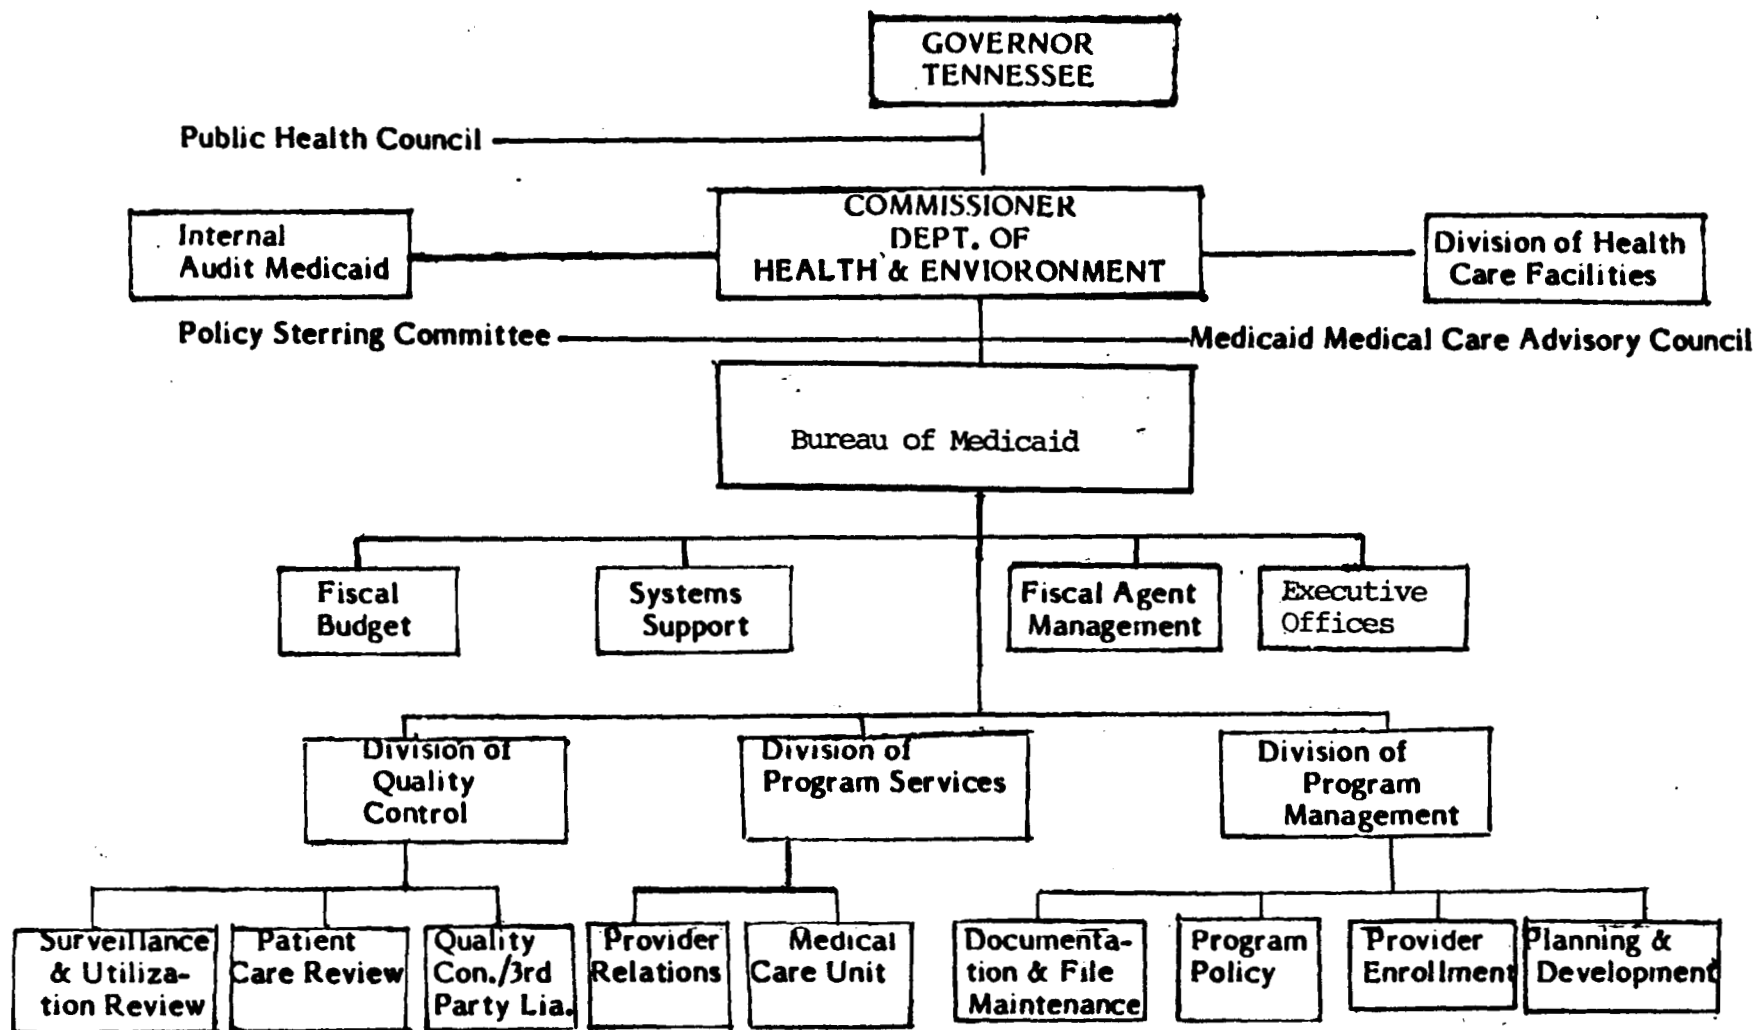 GOVERNOR
TENNESSEE
Public Health Council
COMMISSIONER
DEPT. OF
HEALTH & ENVIORONMENT
Internal
Audit Medicaid
Division of Health
Care Facilities
Policy Sterring Committee
Medicaid Medical Care Advisory Council
Bureau of Medicaid
Fiscal
Budget
Systems
Support
Fiscal Agent
Management
Executive
Offices
Division of
Quality
Control
Division of
Program Services
Division of
Program
Management
Surveillance
& Utiliza-
tion Review
Patient
Care Review
Quality
Con./3rd
Party Lia.
Provider
Relations
Medical
Care Unit
Documenta-
tion & File
Maintenance
Program
Policy
Provider
Enrollment
Planning &
Development